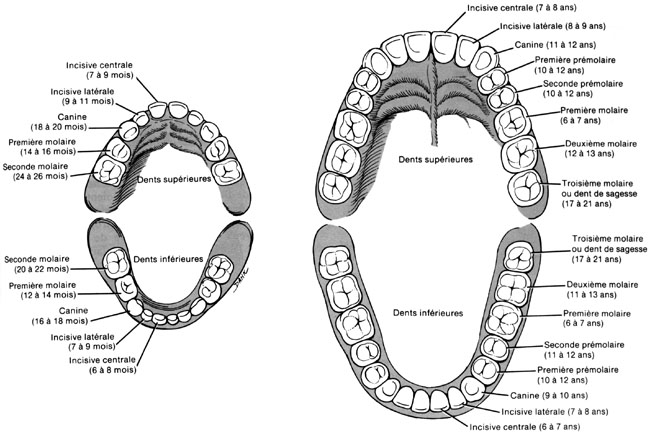 Incisive centrale
(7 à 9 mois)
Incisive latérale
(9 à 11 mois)
Canine
(18 à 20 mois)
Première molaire
(14 à 16 mois)
Seconde molaire
(24 à 26 mois)
Dents supérieures
Dents inférieures
Seconde molaire
(20 à 22 mois)
Première molaire
(12 à 14 mois)
Canine
(16 à 18 mois)
Incisive latérale
(7 à 9 mois)
Incisive centrale
(6 à 8 mois)
Incisive centrale (7 à 8 ans)
Incisive latérale (8 à 9 ans)
Canine (11 à 12 ans)
Première prémolaire
(10 à 12 ans)
Seconde prémolaire
(10 à 12 ans)
Première molaire
(6 à 7 ans)
Deuxième molaire
(12 à 13 ans)
Troisième molaire
ou dent de sagesse
(17 à 21 ans)
Dents supérieures
Dents inférieures
Troisième molaire
ou dent de sagesse
(17 à 21 ans)
Deuxième molaire
(11 à 13 ans)
Première molaire
(6 à 7 ans)
Seconde prémolaire
(11 à 12 ans)
Première prémolaire
(10 à 12 ans)
Canine (9 à 10 ans)
Incisive latérale (7 à 8 ans)
Incisive centrale (6 à 7 ans)